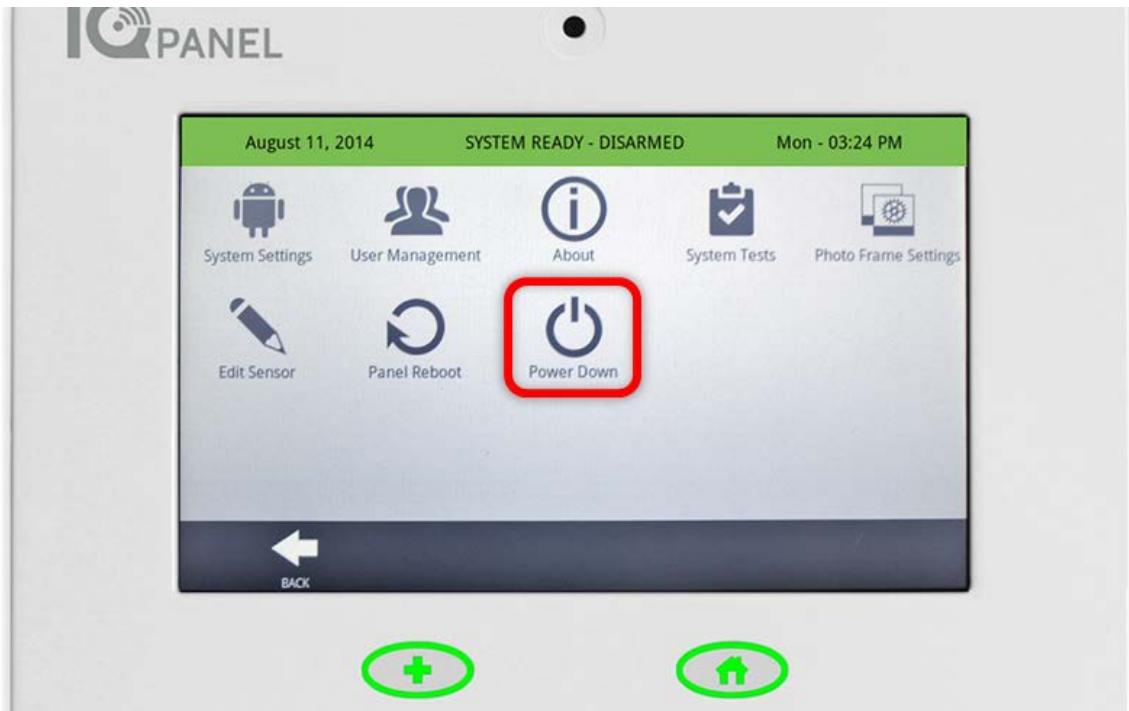 IQ PANEL
August 11, 2014 SYSTEM READY - DISARMED Mon - 03:24 PM
System Settings User Management About System Tests Photo Frame Settings
Edit Sensor Panel Reboot Power Down
BACK